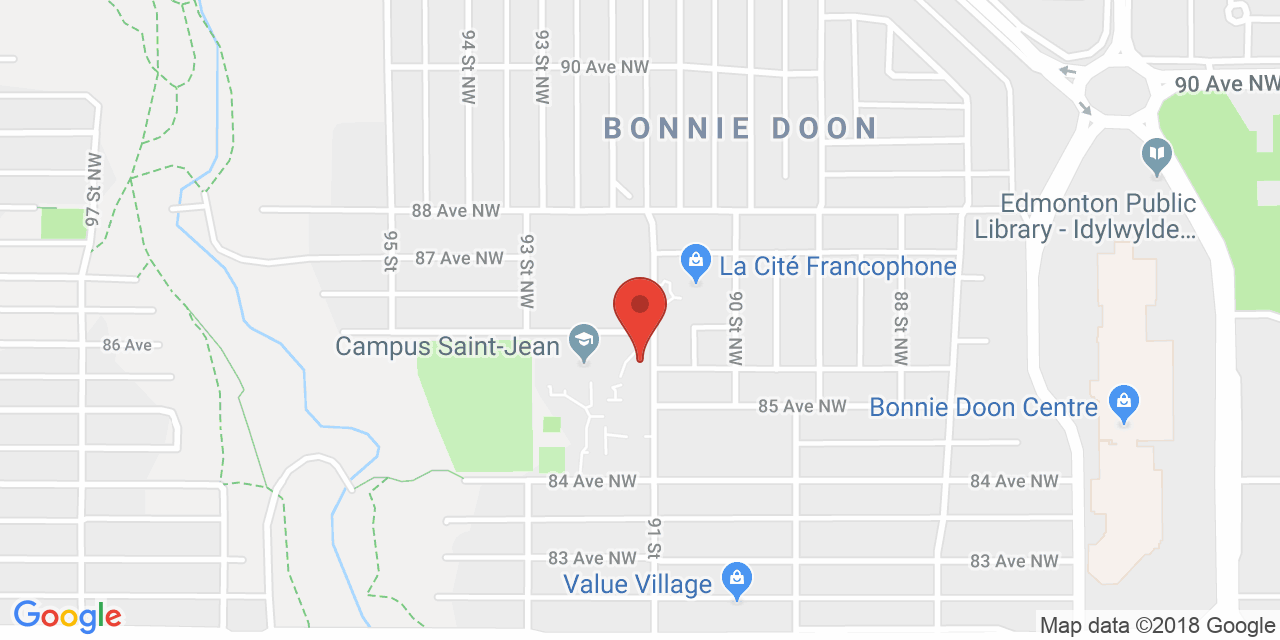 94 St NW
93 St NW
90 Ave NW
90 Ave NW
BONNIE DOON
97 St NW
88 Ave NW
Edmonton Public
Library - Idylwylde...
95 St
87 Ave NW
93 St NW
La Cité Francophone
90 St NW
88 St NW
86 Ave
Campus Saint-Jean
85 Ave NW
Bonnie Doon Centre
84 Ave NW
84 Ave NW
91 St
83 Ave NW
83 Ave NW
Value Village
Google
Map data ©2018 Google